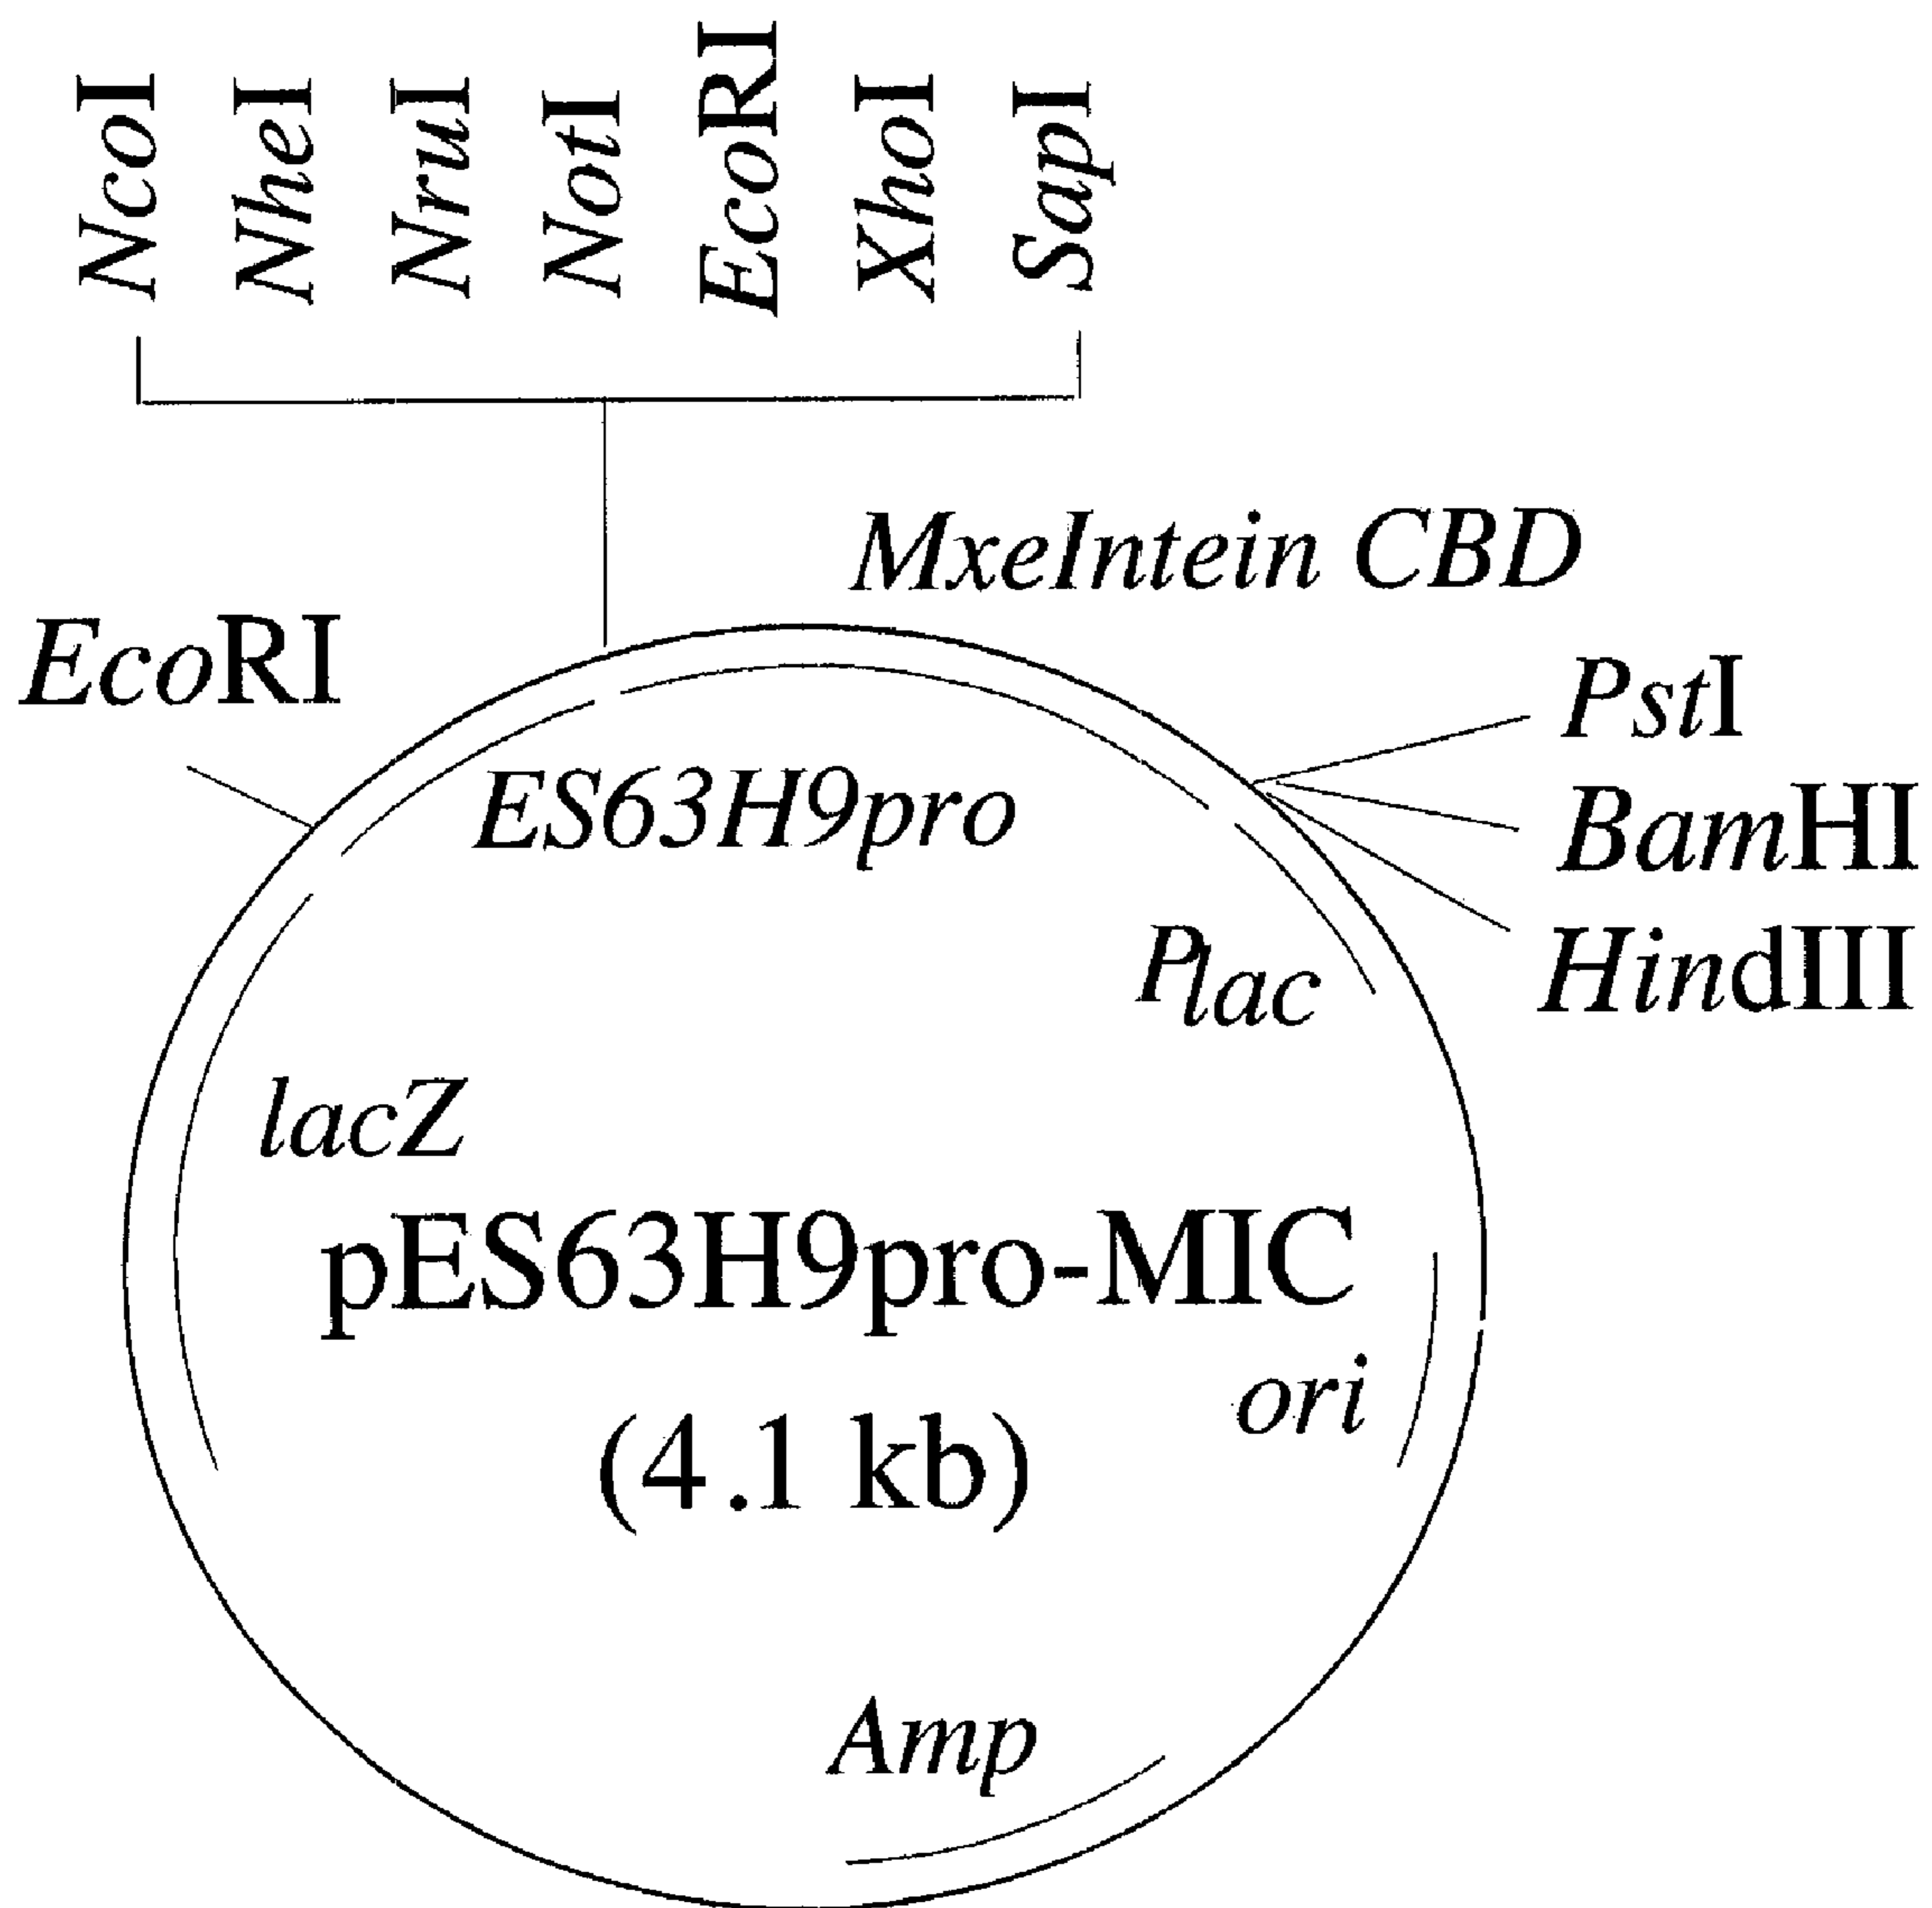 NcoI
NheI
NruI
NotI
EcoRI
XhoI
SapI
MxeIntein CBD
EcoRI
PstI
ES63H9pro
BamHI
Plac
HindIII
lacZ
pES63H9pro-MIC
ori
(4.1 kb)
Amp